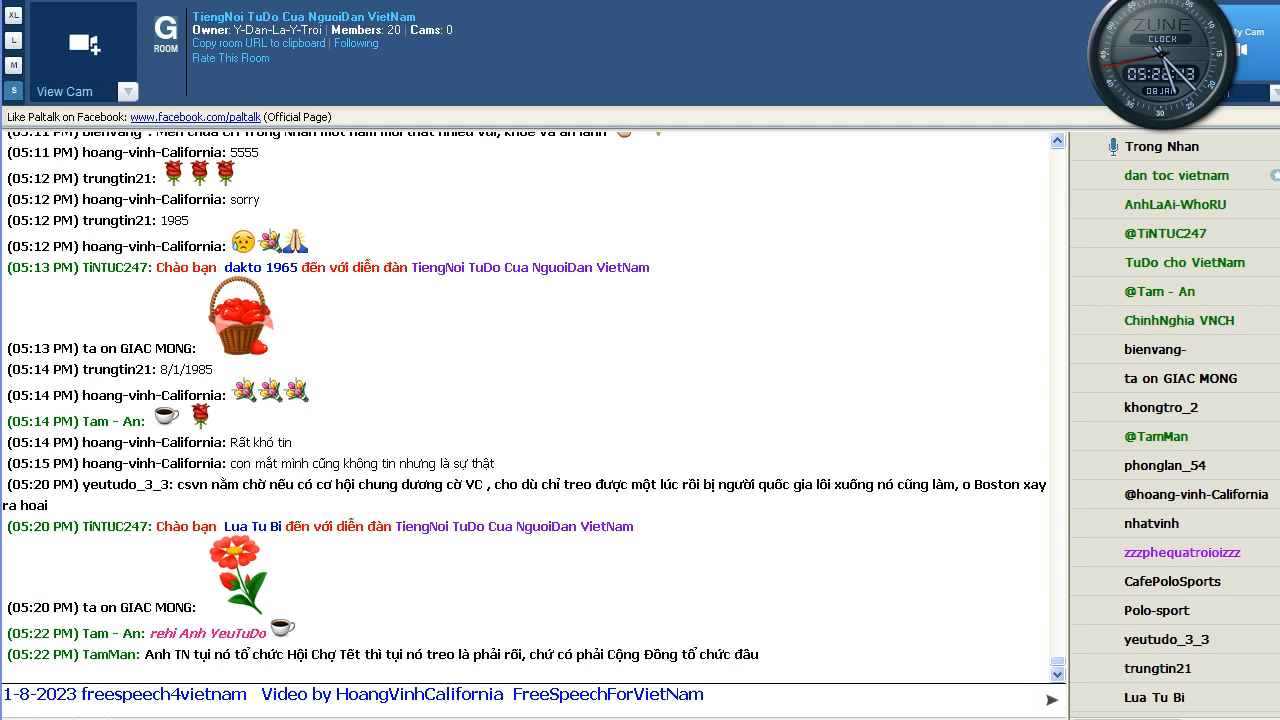 XL
L
M
S
View Cam
G
ROOM
TiengNoi TuDo Cua NguoiDan VietNam
Owner: Y-Dan-La-Y-Troi | Members: 20 | Cams: 0
Copy room URL to clipboard | Following
Rate This Room
ZUNE
CLOCK
08 JAN
My Cam
Like Paltalk on Facebook: www.facebook.com/paltalk (Official Page)
(05:11 PM) hoang-vinh-California: 5555
(05:12 PM) trungtin21:
(05:12 PM) hoang-vinh-California: sorry
(05:12 PM) trungtin21: 1985
(05:12 PM) hoang-vinh-California:
(05:13 PM) TiNTUC247: Chào bạn dakto 1965 đến với diễn đàn TiengNoi TuDo Cua NguoiDan VietNam
(05:13 PM) ta on GIAC MONG:
(05:14 PM) trungtin21: 8/1/1985
(05:14 PM) hoang-vinh-California:
(05:14 PM) Tam - An:
(05:14 PM) hoang-vinh-California: Rất khó tin
(05:15 PM) hoang-vinh-California: con mắt mình cũng không tin nhưng là sự thật
(05:20 PM) yeutudo_3_3: csvn nằm chờ nếu có cơ hội chung dương cờ VC , cho dù chỉ treo được một lúc rồi bị người quốc gia lôi xuống nó cũng làm, o Boston xay
ra hoai
(05:20 PM) TiNTUC247: Chào bạn Lua Tu Bi đến với diễn đàn TiengNoi TuDo Cua NguoiDan VietNam
(05:20 PM) ta on GIAC MONG:
(05:22 PM) Tam - An: rehi Anh YeuTuDo
(05:22 PM) TamMan: Anh TN tụi nó tổ chức Hội Chợ Tết thì tụi nó treo là phải rồi, chứ có phải Cộng Đồng tổ chức đâu
1-8-2023 freespeech4vietnam Video by HoangVinhCalifornia FreeSpeechForVietNam
Trong Nhan
dan toc vietnam
AnhLaAi-WhoRU
@TiNTUC247
TuDo cho VietNam
@Tam - An
ChinhNghia VNCH
bienvang-
ta on GIAC MONG
khongtro_2
@TamMan
phonglan_54
@hoang-vinh-California
nhatvinh
zzzphequatroioizzz
CafePoloSports
Polo-sport
yeutudo_3_3
trungtin21
Lua Tu Bi